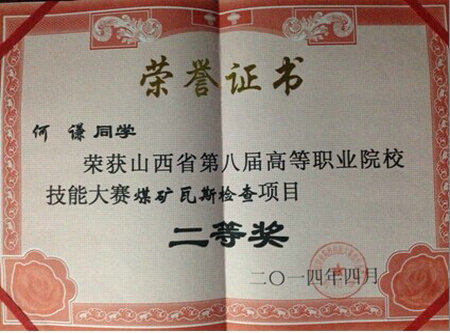 荣誉证书
何谦同学
荣获山西省第八届高等职业院校
技能大赛煤矿瓦斯检查项目
二等奖
二〇一四年四月